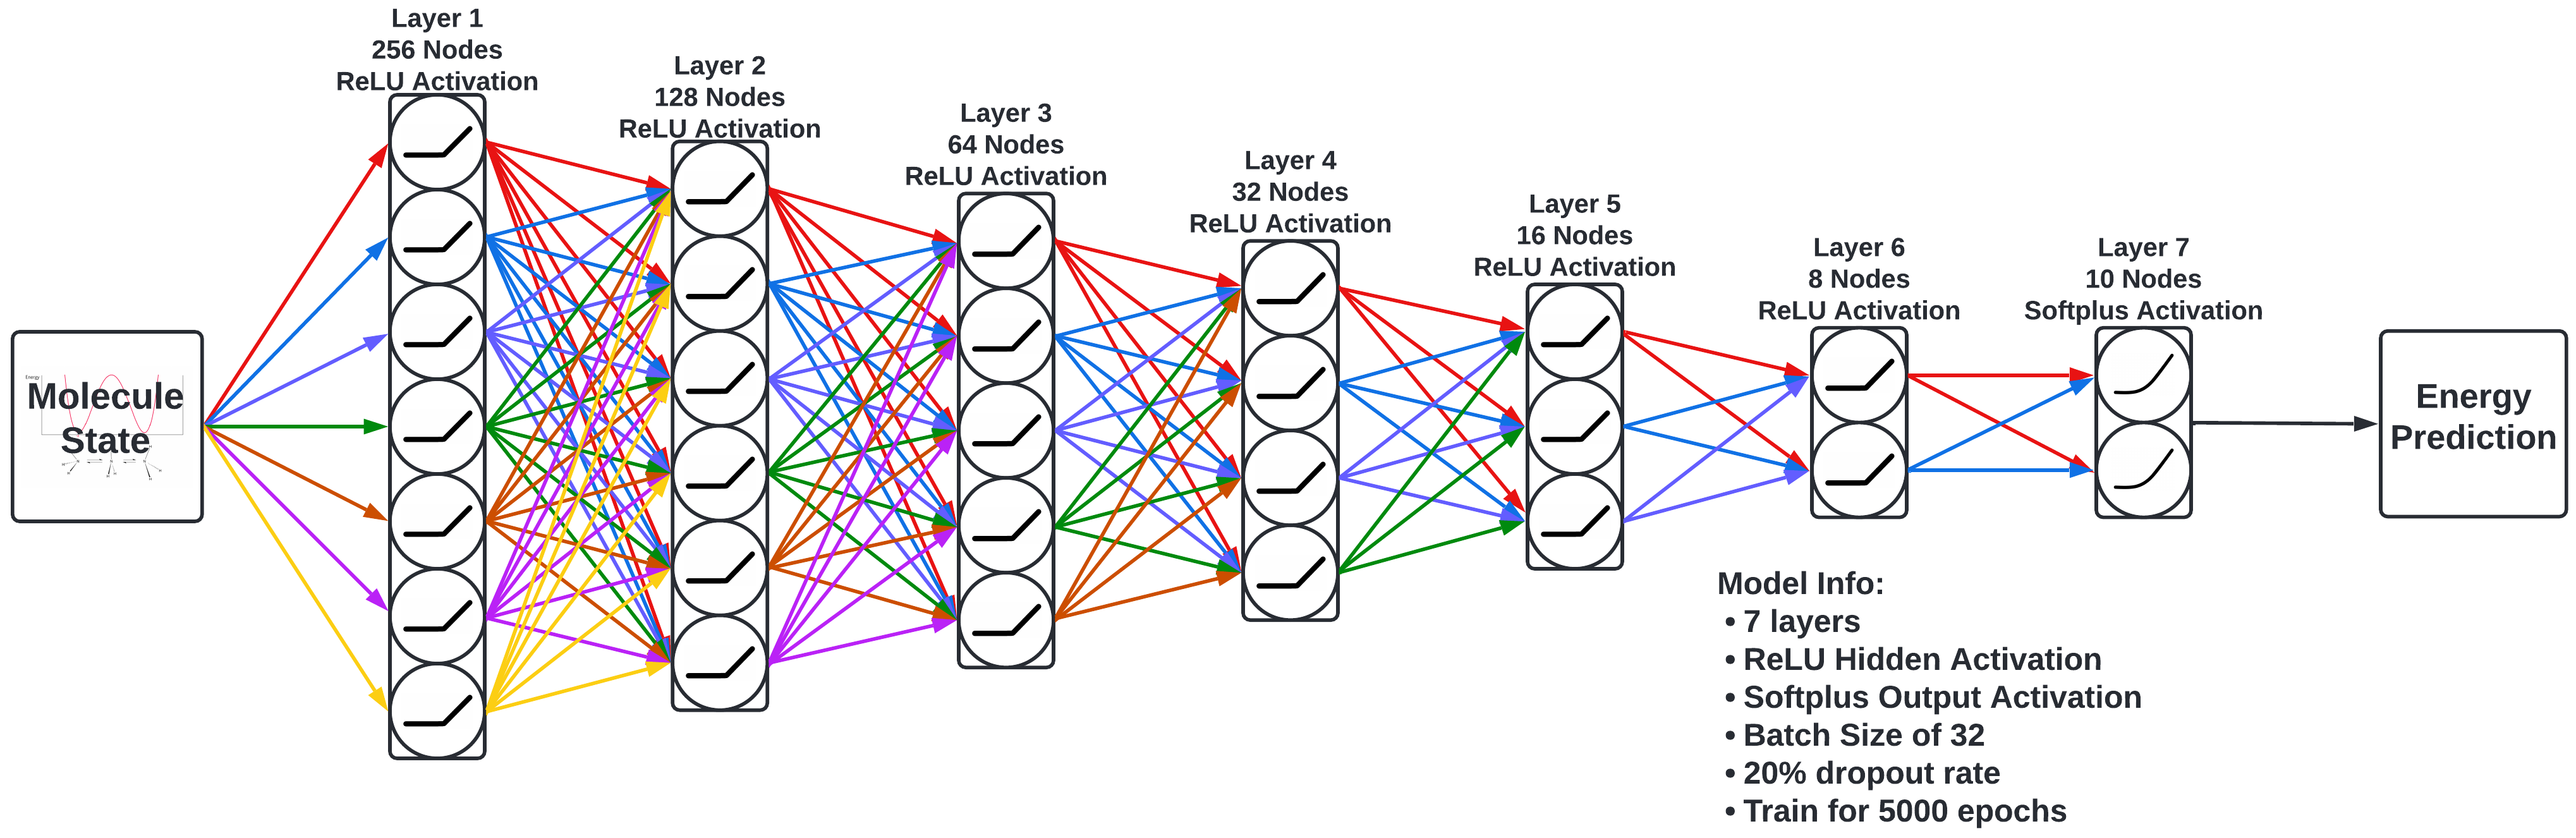 Layer 1
256 Nodes
ReLU Activation
Layer 2
128 Nodes
ReLU Activation
Layer 3
64 Nodes
ReLU Activation
Layer 4
32 Nodes
ReLU Activation
Layer 5
16 Nodes
ReLU Activation
Layer 6
8 Nodes
ReLU Activation
Layer 7
10 Nodes
Softplus Activation
Energy
Molecule
State
Energy
Prediction
Model Info:
• 7 layers
• ReLU Hidden Activation
• Softplus Output Activation
• Batch Size of 32
• 20% dropout rate
• Train for 5000 epochs